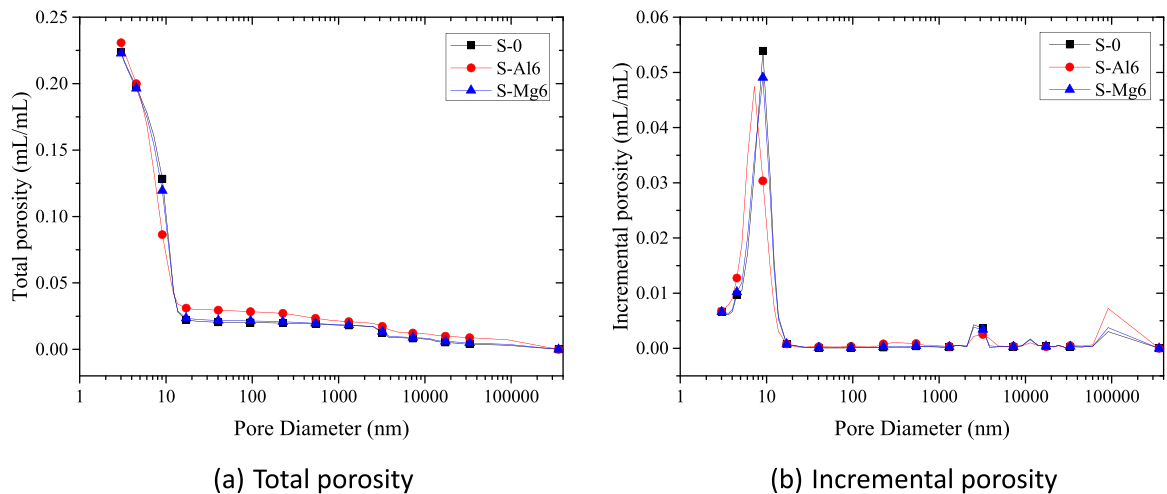 0.25
0.20
0.15
0.10
0.05
0.00
Total porosity (mL/mL)
1 10 100 1000 10000 100000
Pore Diameter (nm)
S-0
S-Al6
S-Mg6
(a) Total porosity
0.06
0.05
0.04
0.03
0.02
0.01
0.00
Incremental porosity (mL/mL)
1 10 100 1000 10000 100000
Pore Diameter (nm)
S-0
S-Al6
S-Mg6
(b) Incremental porosity